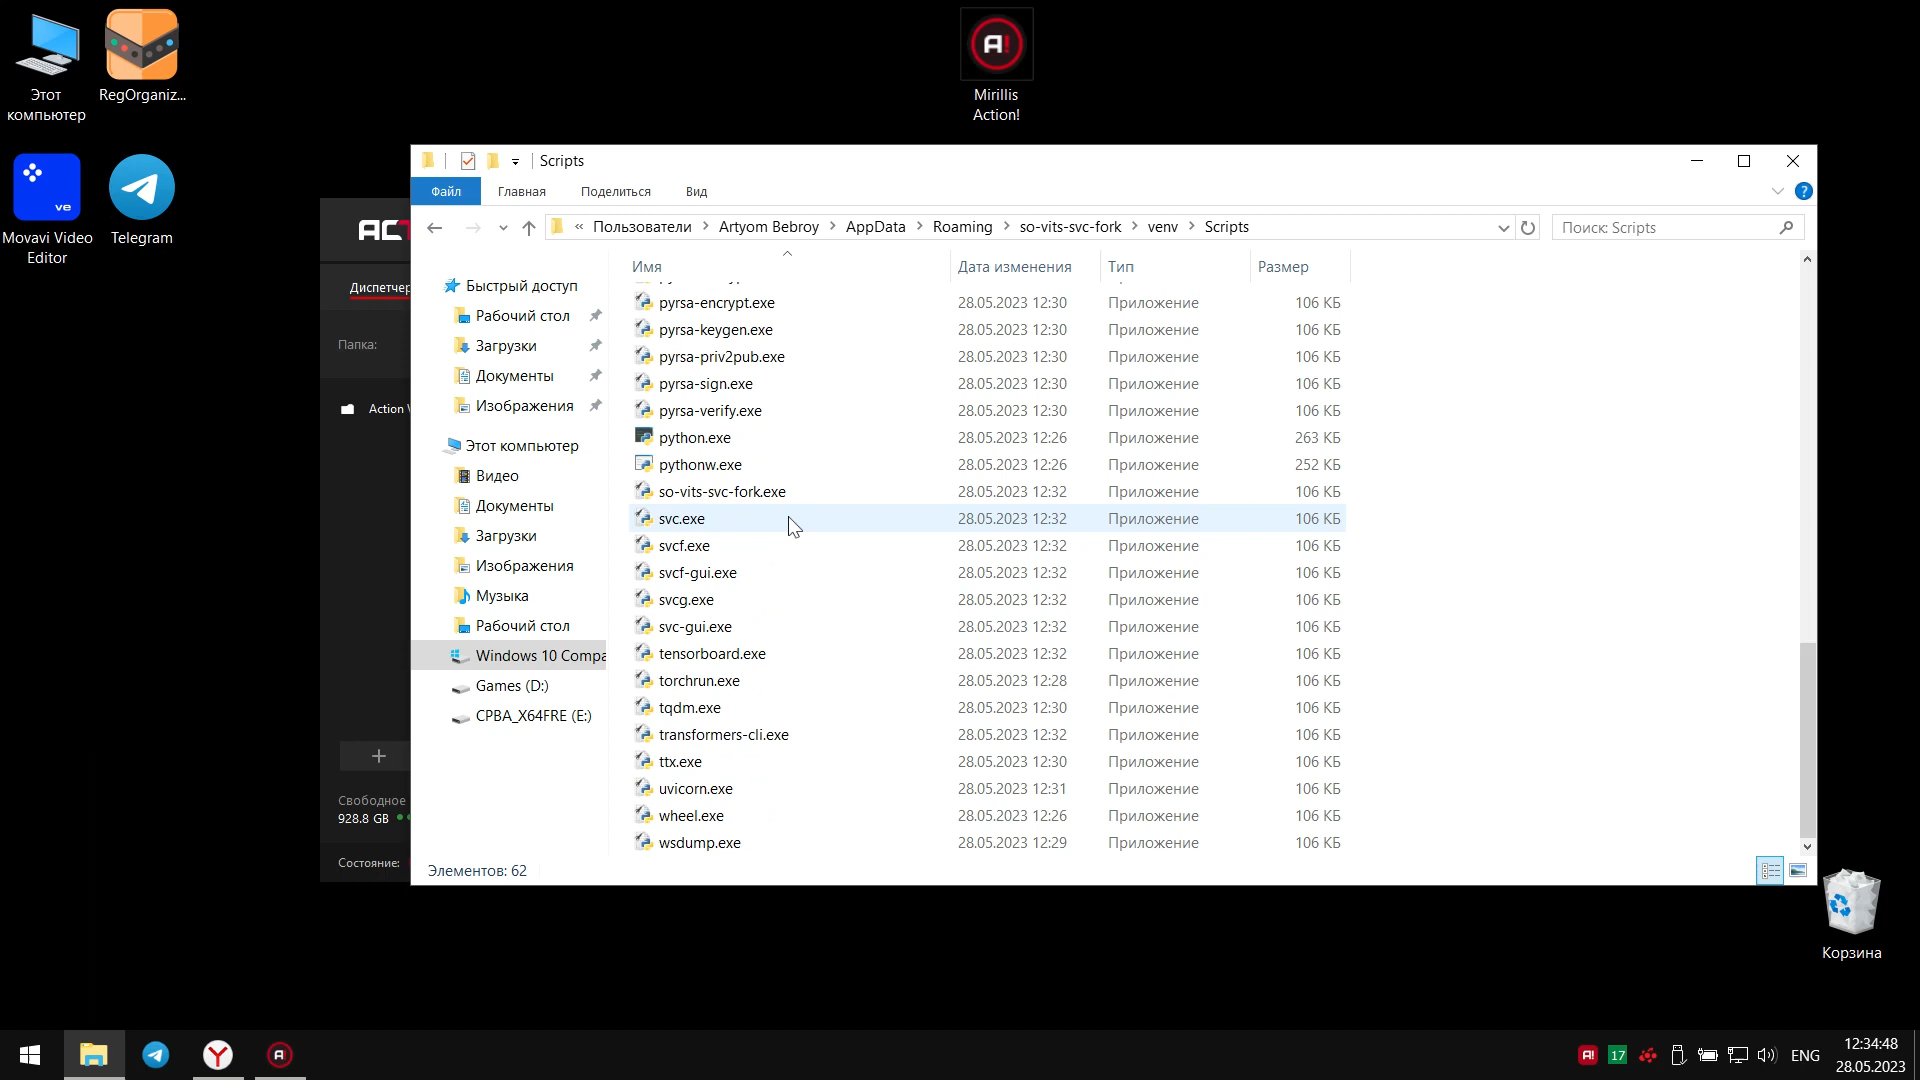 Этот
компьютер
RegOrganiz...
Movavi Video
Editor
Telegram
Mirillis
Action!
Корзина
Диспетчер
Папка:
Свободное
928.8 GB
Состояние:
Scripts
Файл
Главная
Поделиться
Вид
« Пользователи > Artyom Bebroy > AppData > Roaming > so-vits-svc-fork > venv > Scripts
Поиск: Scripts
Быстрый доступ
Рабочий стол
Загрузки
Документы
Изображения
Этот компьютер
Видео
Документы
Загрузки
Изображения
Музыка
Рабочий стол
Windows 10 Compa
Games (D:)
CPBA_X64FRE (E:)
Имя Дата изменения Тип Размер
pyrsa-encrypt.exe 28.05.2023 12:30 Приложение 106 КБ
pyrsa-keygen.exe 28.05.2023 12:30 Приложение 106 КБ
pyrsa-priv2pub.exe 28.05.2023 12:30 Приложение 106 КБ
pyrsa-sign.exe 28.05.2023 12:30 Приложение 106 КБ
pyrsa-verify.exe 28.05.2023 12:30 Приложение 106 КБ
python.exe 28.05.2023 12:26 Приложение 263 КБ
pythonw.exe 28.05.2023 12:26 Приложение 252 КБ
so-vits-svc-fork.exe 28.05.2023 12:32 Приложение 106 КБ
svc.exe 28.05.2023 12:32 Приложение 106 КБ
svcf.exe 28.05.2023 12:32 Приложение 106 КБ
svcf-gui.exe 28.05.2023 12:32 Приложение 106 КБ
svcg.exe 28.05.2023 12:32 Приложение 106 КБ
svc-gui.exe 28.05.2023 12:32 Приложение 106 КБ
tensorboard.exe 28.05.2023 12:32 Приложение 106 КБ
torchrun.exe 28.05.2023 12:28 Приложение 106 КБ
tqdm.exe 28.05.2023 12:30 Приложение 106 КБ
transformers-cli.exe 28.05.2023 12:32 Приложение 106 КБ
ttx.exe 28.05.2023 12:30 Приложение 106 КБ
uvicorn.exe 28.05.2023 12:31 Приложение 106 КБ
wheel.exe 28.05.2023 12:26 Приложение 106 КБ
wsdump.exe 28.05.2023 12:29 Приложение 106 КБ
Элементов: 62
17
ENG
12:34:48
28.05.2023